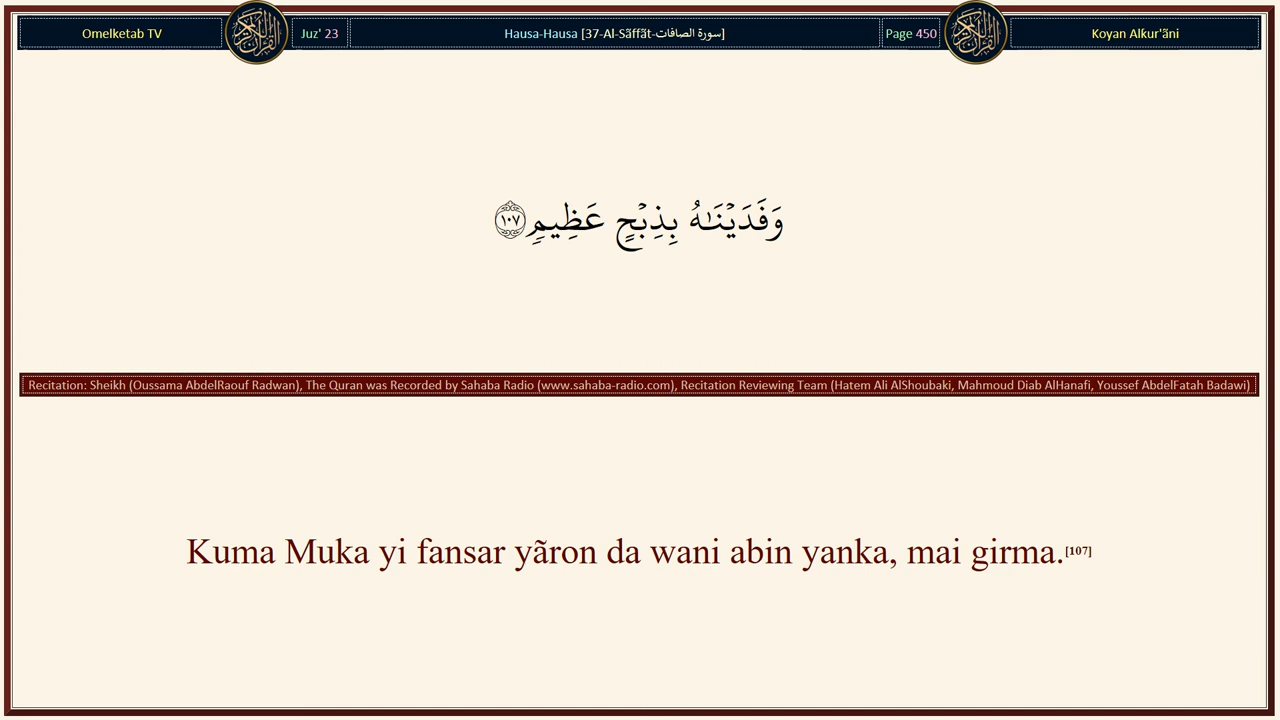 Omelketab TV
Juz' 23
Hausa-Hausa [37-Al-Sãffãt-سورة الصافات]
Page 450
Koyan Alƙur'ãni
وَفَدَيۡنَٰهُ بِذِبۡحٍ عَظِيمٖ ١٠٧
Recitation: Sheikh (Oussama AbdelRaouf Radwan), The Quran was Recorded by Sahaba Radio (www.sahaba-radio.com), Recitation Reviewing Team (Hatem Ali AlShoubaki, Mahmoud Diab AlHanafi, Youssef AbdelFatah Badawi)
Kuma Muka yi fansar yãron da wani abin yanka, mai girma.[107]